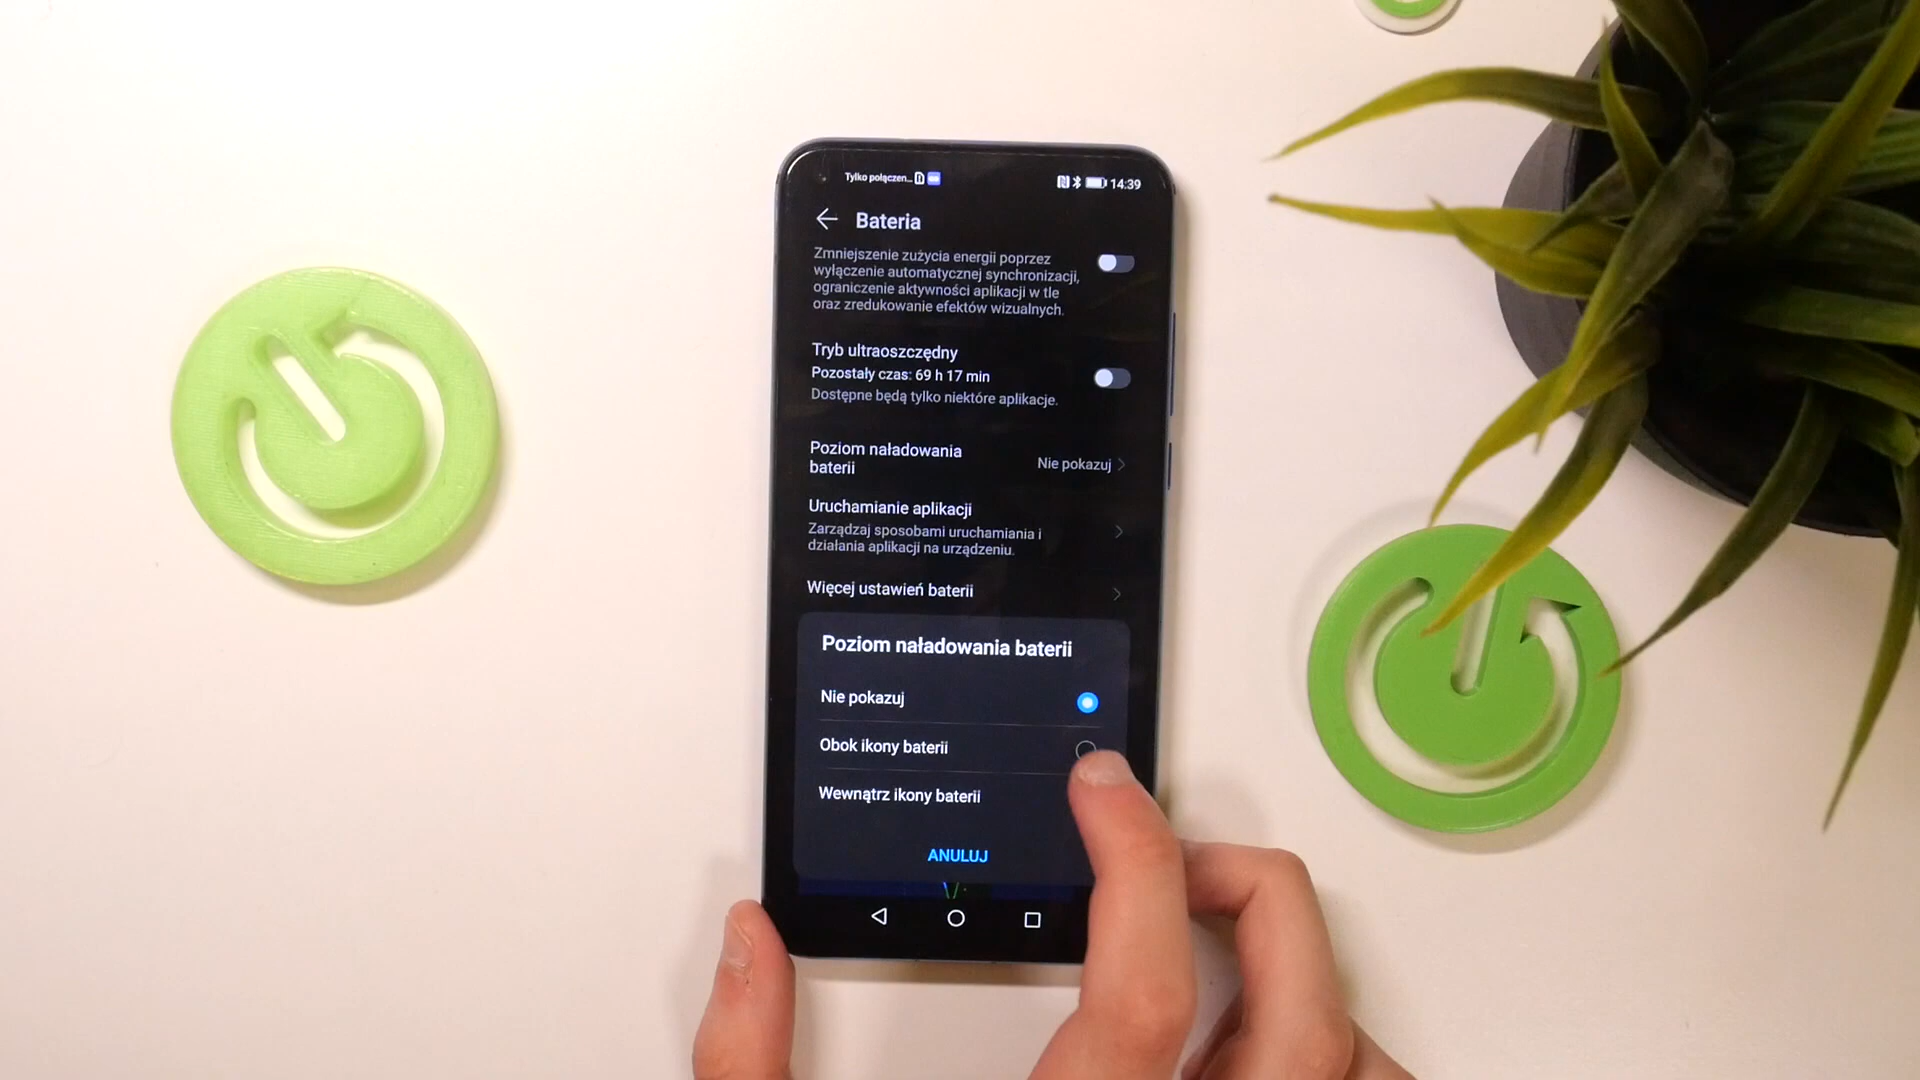 Tylko połączen...
14:39
Bateria
Zmniejszenie zużycia energii poprzez
wyłączenie automatycznej synchronizacji,
ograniczenie aktywności aplikacji w tle
oraz zredukowanie efektów wizualnych.
Tryb ultraoszczędny
Pozostały czas: 69 h 17 min
Dostępne będą tylko niektóre aplikacje.
Poziom naładowania
baterii
Nie pokazuj
Uruchamianie aplikacji
Zarządzaj sposobami uruchamiania i
działania aplikacji na urządzeniu.
Więcej ustawień baterii
Poziom naładowania baterii
Nie pokazuj
Obok ikony baterii
Wewnątrz ikony baterii
ANULUJ